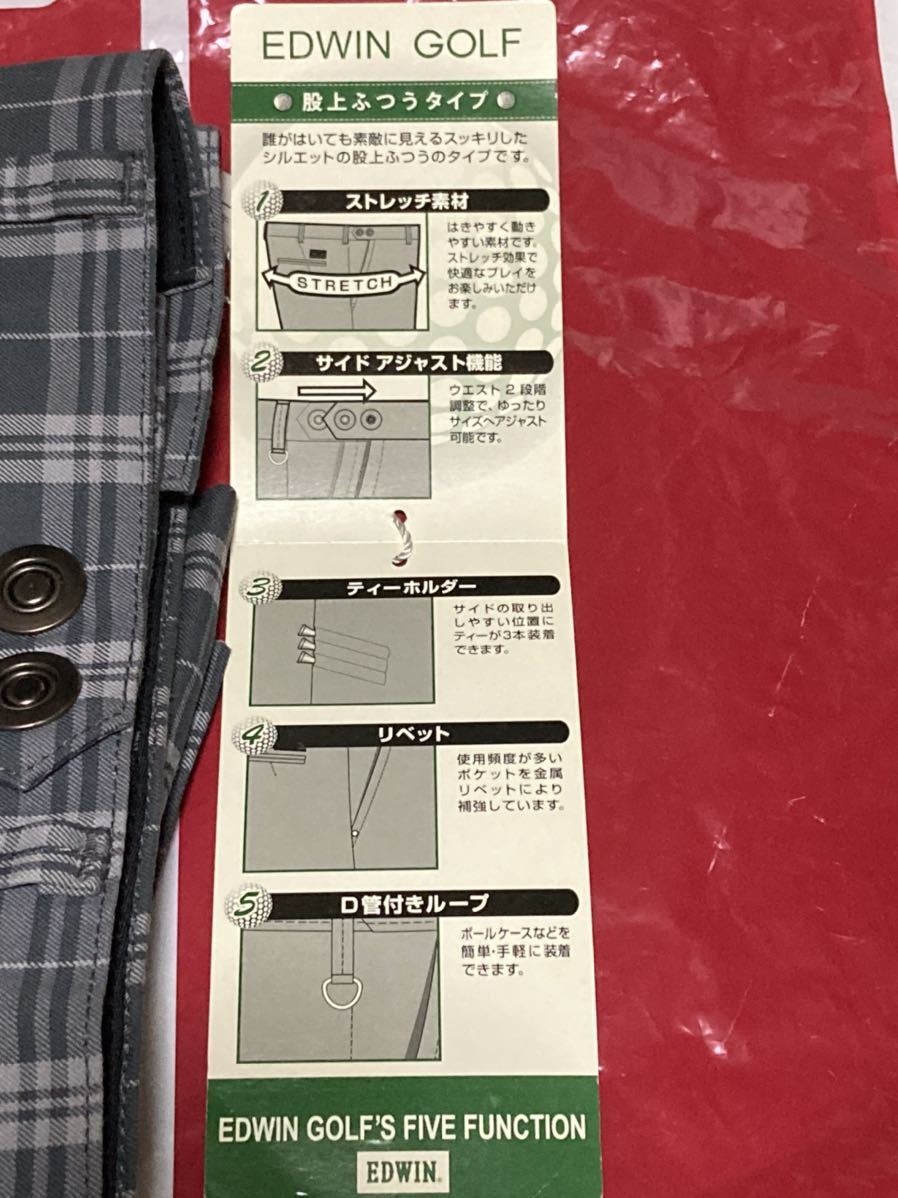 EDWIN GOLF
股上ふつうタイプ
誰がはいても素敵に見えるスッキリした
シルエットの股上ふつうのタイプです。
1 ストレッチ素材
STRETCH
はきやすく動き
やすい素材です。
ストレッチ効果で
快適なプレイを
お楽しみいただけ
ます。
2 サイド アジャスト機能
ウエスト2段階
調整で、ゆったり
サイズへアジャスト
可能です。
3 ティーホルダー
サイドの取り出
しやすい位置に
ティーが3本装着
できます。
4 リベット
使用頻度が多い
ポケットを金属
リベットにより
補強しています。
5 D管付きループ
ボールケースなどを
簡単・手軽に装着
できます。
EDWIN GOLF'S FIVE FUNCTION
EDWIN®